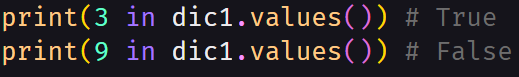 print(3 in dic1.values()) # True
print(9 in dic1.values()) # False